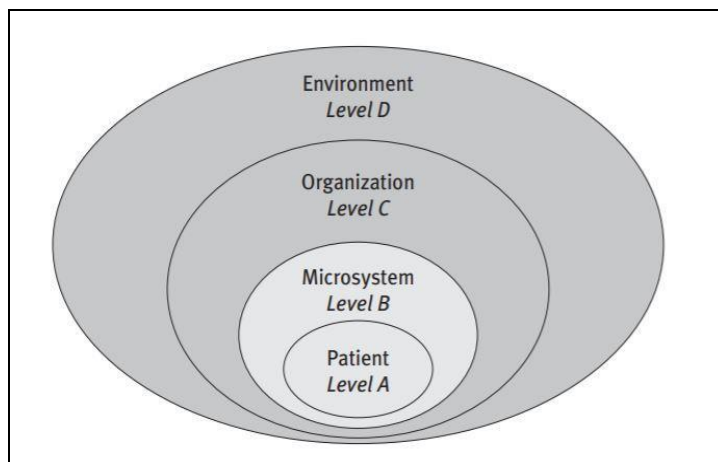 Environment
Level D
Organization
Level C
Microsystem
Level B
Patient
Level A